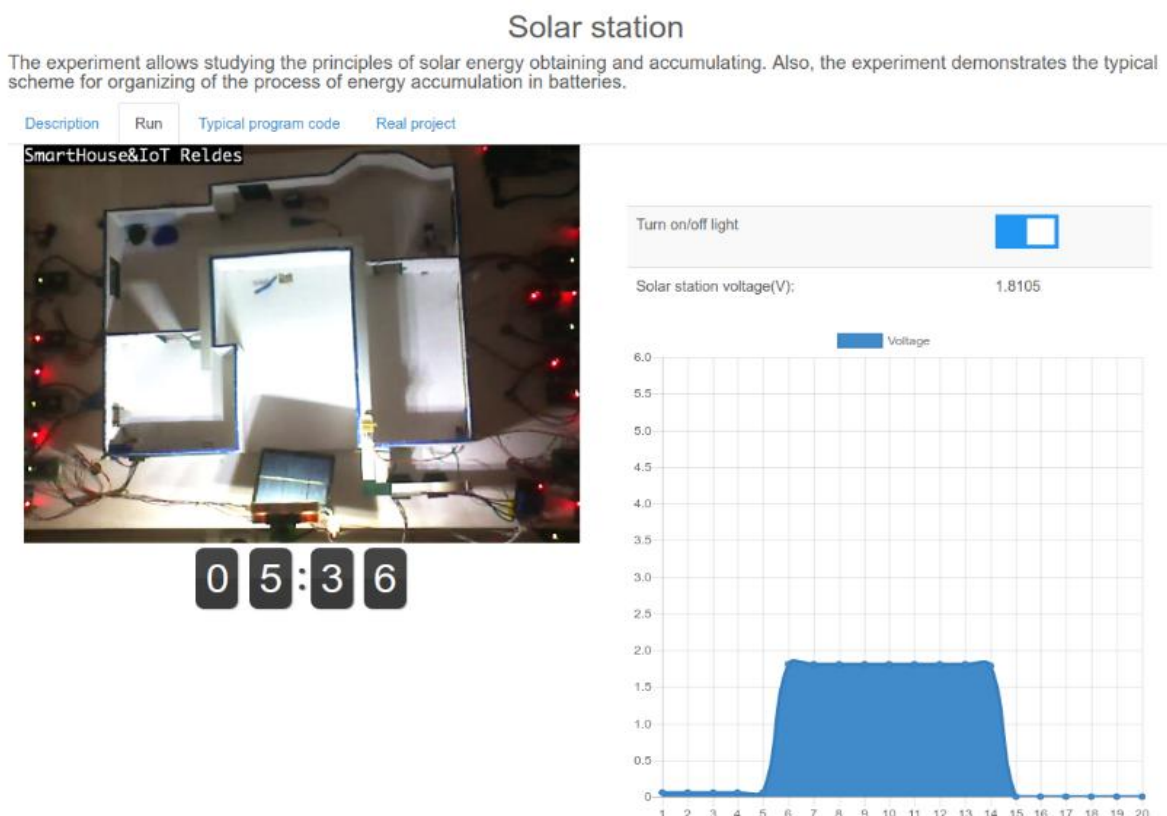 Solar station
The experiment allows studying the principles of solar energy obtaining and accumulating. Also, the experiment demonstrates the typical
scheme for organizing of the process of energy accumulation in batteries.
Description Run Typical program code Real project
SmartHouse&IoT Reldes
Turn on/off light
Solar station voltage(V): 1.8105
Voltage
6.0
5.5
5.0
4.5
4.0
3.5
3.0
2.5
2.0
1.5
1.0
0.5
0
1 2 3 4 5 6 7 8 9 10 11 12 13 14 15 16 17 18 19 20
05:36